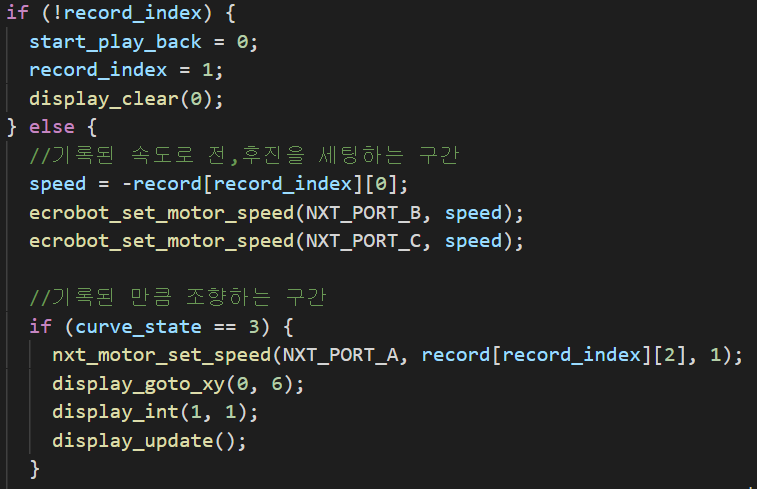 if (!record_index) {
start_play_back = 0;
record_index = 1;
display_clear(0);
} else {
//기록된 속도로 전,후진을 세팅하는 구간
speed = -record[record_index][0];
ecrobot_set_motor_speed(NXT_PORT_B, speed);
ecrobot_set_motor_speed(NXT_PORT_C, speed);
//기록된 만큼 조향하는 구간
if (curve_state == 3) {
nxt_motor_set_speed(NXT_PORT_A, record[record_index][2], 1);
display_goto_xy(0, 6);
display_int(1, 1);
display_update();
}